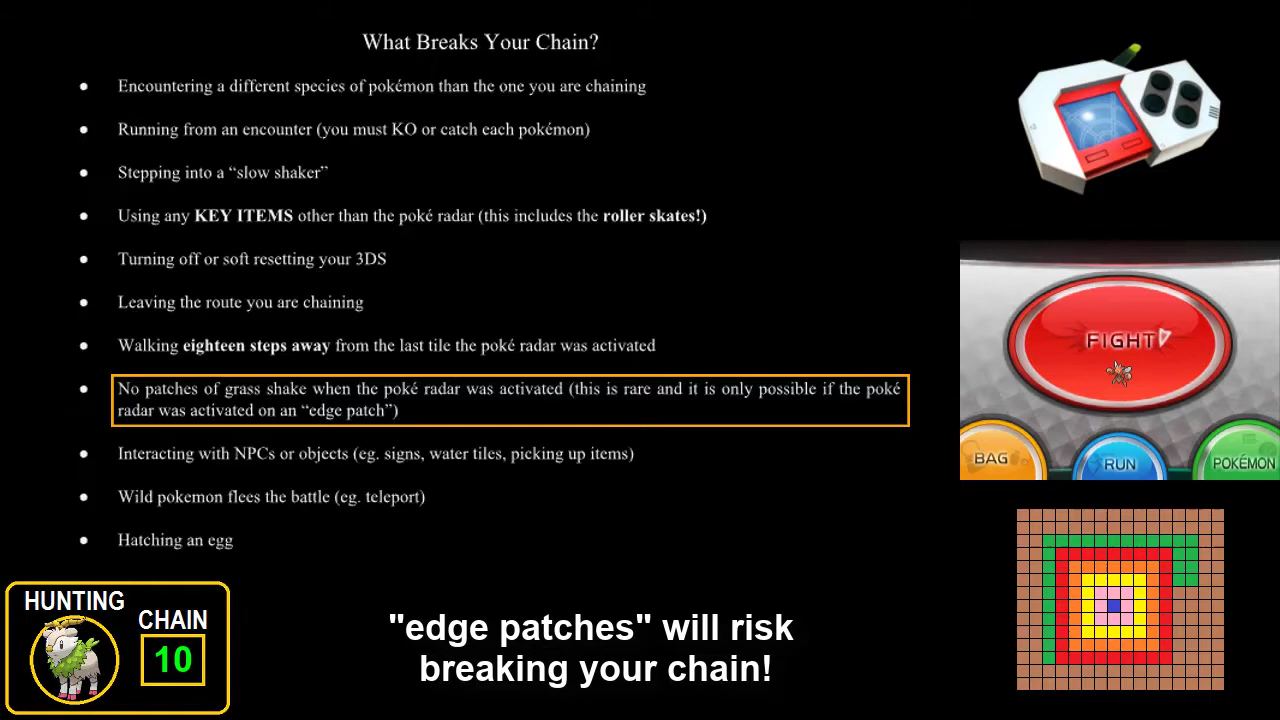 What Breaks Your Chain?
● Encountering a different species of pokémon than the one you are chaining
● Running from an encounter (you must KO or catch each pokémon)
● Stepping into a “slow shaker”
● Using any KEY ITEMS other than the poké radar (this includes the roller skates!)
● Turning off or soft resetting your 3DS
● Leaving the route you are chaining
● Walking eighteen steps away from the last tile the poké radar was activated
● No patches of grass shake when the poké radar was activated (this is rare and it is only possible if the poké
radar was activated on an “edge patch”)
● Interacting with NPCs or objects (eg. signs, water tiles, picking up items)
● Wild pokemon flees the battle (eg. teleport)
● Hatching an egg
FIGHT
BAG
RUN
POKÉMON
HUNTING
CHAIN
10
"edge patches" will risk
breaking your chain!